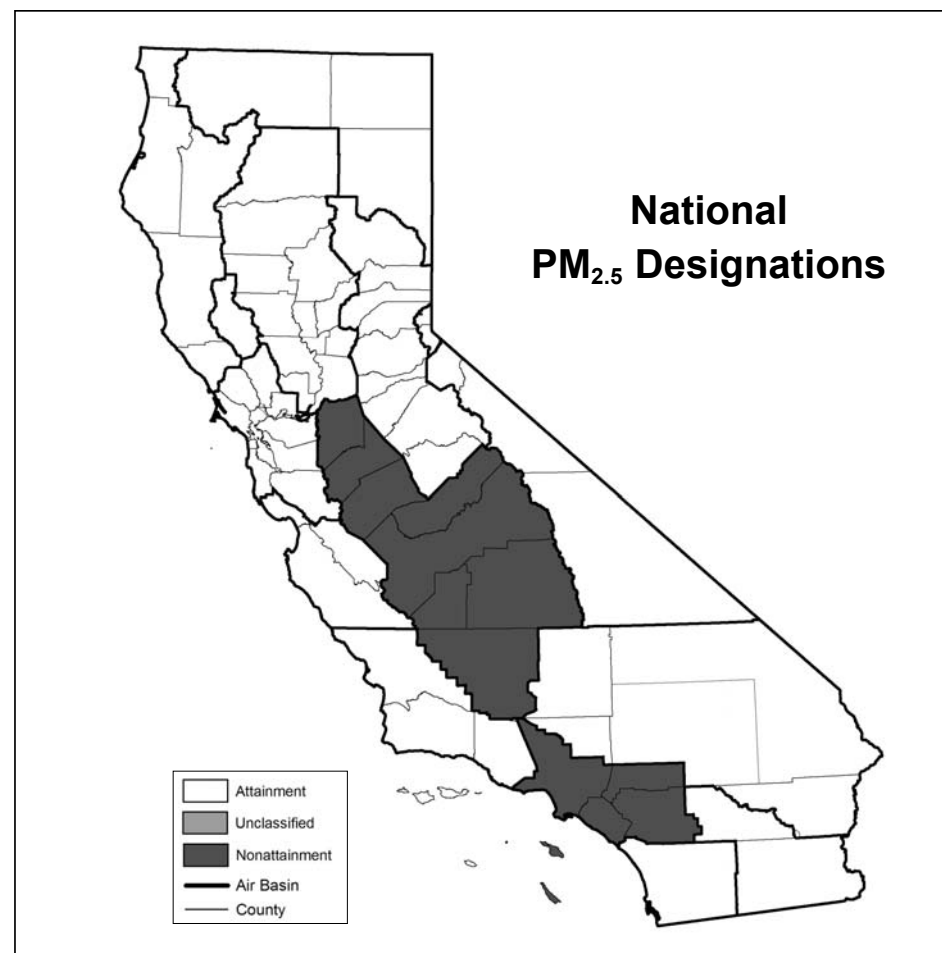 National
PM2.5 Designations
Attainment
Unclassified
Nonattainment
Air Basin
County